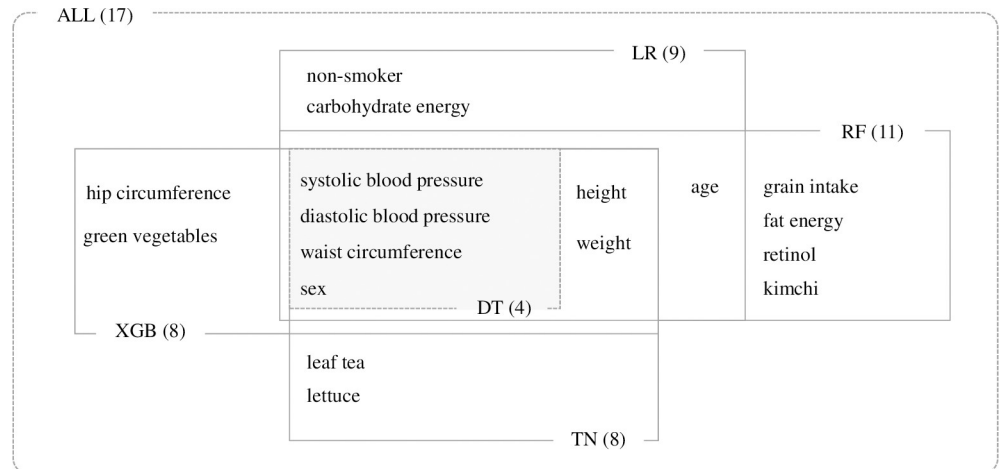 ALL (17)
LR (9)
non-smoker
carbohydrate energy
RF (11)
hip circumference
green vegetables
systolic blood pressure
diastolic blood pressure
waist circumference
sex
height
weight
age
grain intake
fat energy
retinol
kimchi
DT (4)
XGB (8)
leaf tea
lettuce
TN (8)